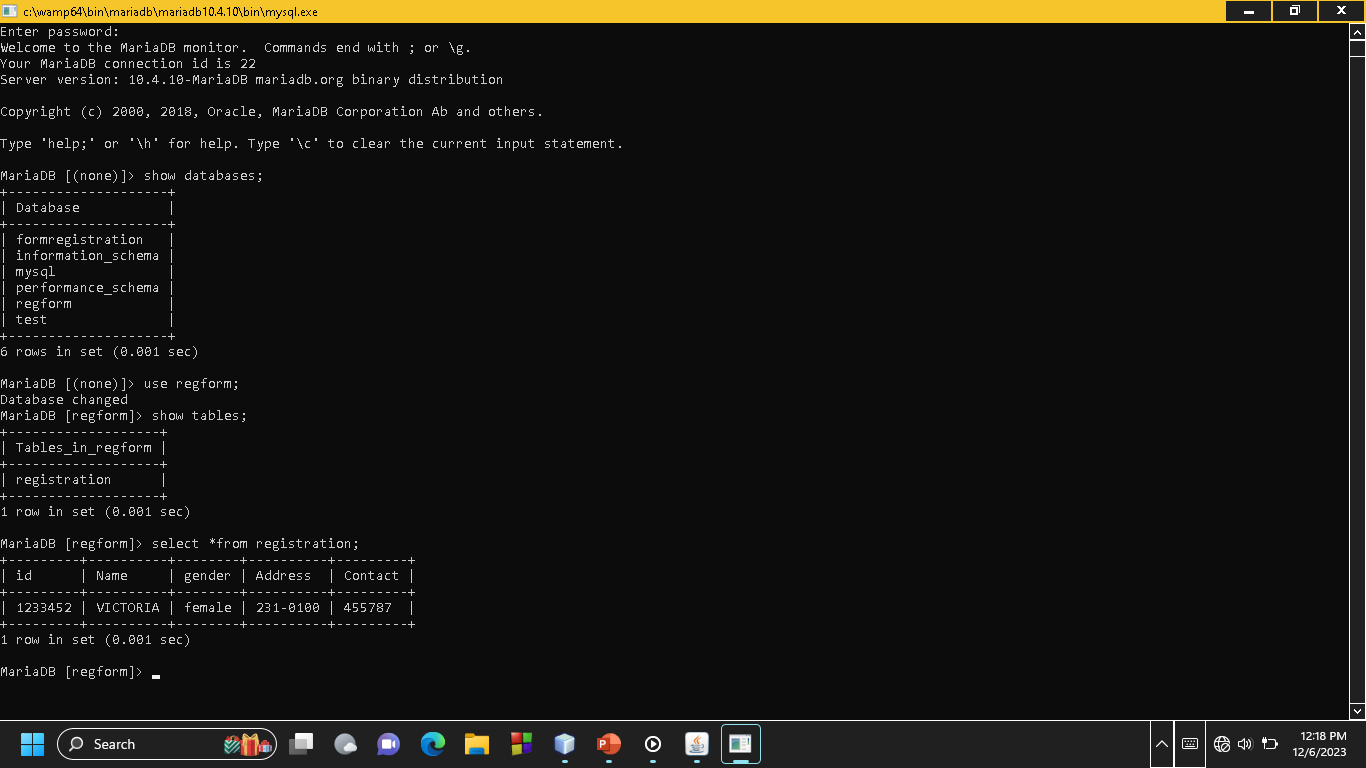 c:\wamp64\bin\mariadb\mariadb10.4.10\bin\mysql.exe
Enter password:
Welcome to the MariaDB monitor.  Commands end with ; or \g.
Your MariaDB connection id is 22
Server version: 10.4.10-MariaDB mariadb.org binary distribution
Copyright (c) 2000, 2018, Oracle, MariaDB Corporation Ab and others.
Type 'help;' or '\h' for help. Type '\c' to clear the current input statement.
MariaDB [(none)]> show databases;
+--------------------+
| Database           |
+--------------------+
| formregistration   |
| information_schema |
| mysql              |
| performance_schema |
| regform            |
| test               |
+--------------------+
6 rows in set (0.001 sec)
MariaDB [(none)]> use regform;
Database changed
MariaDB [regform]> show tables;
+-------------------+
| Tables_in_regform |
+-------------------+
| registration      |
+-------------------+
1 row in set (0.001 sec)
MariaDB [regform]> select *from registration;
+---------+----------+--------+----------+---------+
| id      | Name     | gender | Address  | Contact |
+---------+----------+--------+----------+---------+
| 1233452 | VICTORIA | female | 231-0100 | 455787  |
+---------+----------+--------+----------+---------+
1 row in set (0.001 sec)
MariaDB [regform]>
Search
12:18 PM
12/6/2023